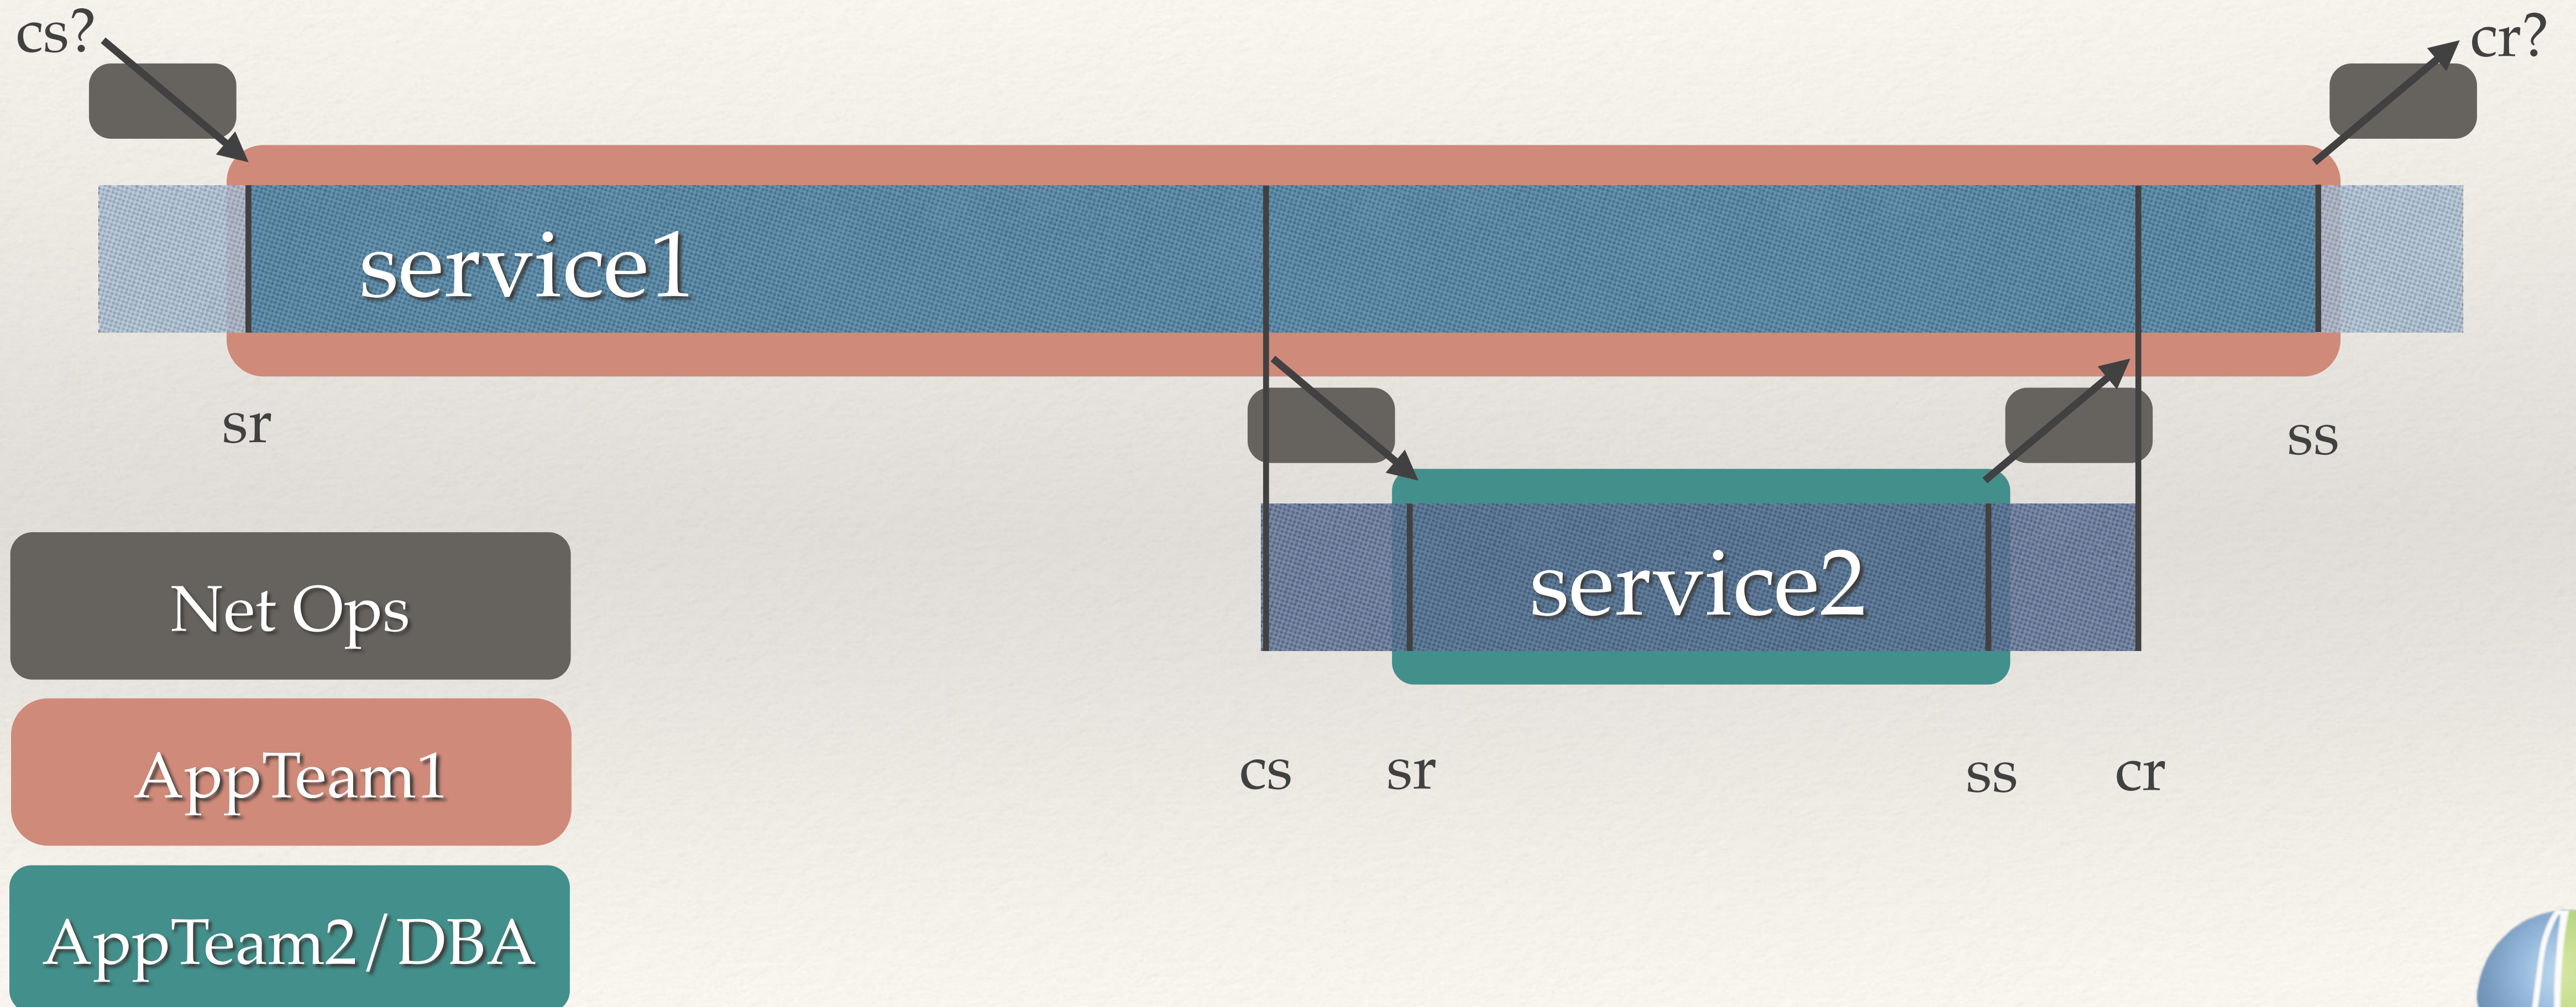 cs?
cr?
service1
sr
ss
service2
Net Ops
AppTeam1
cs
sr
ss
cr
AppTeam2/DBA